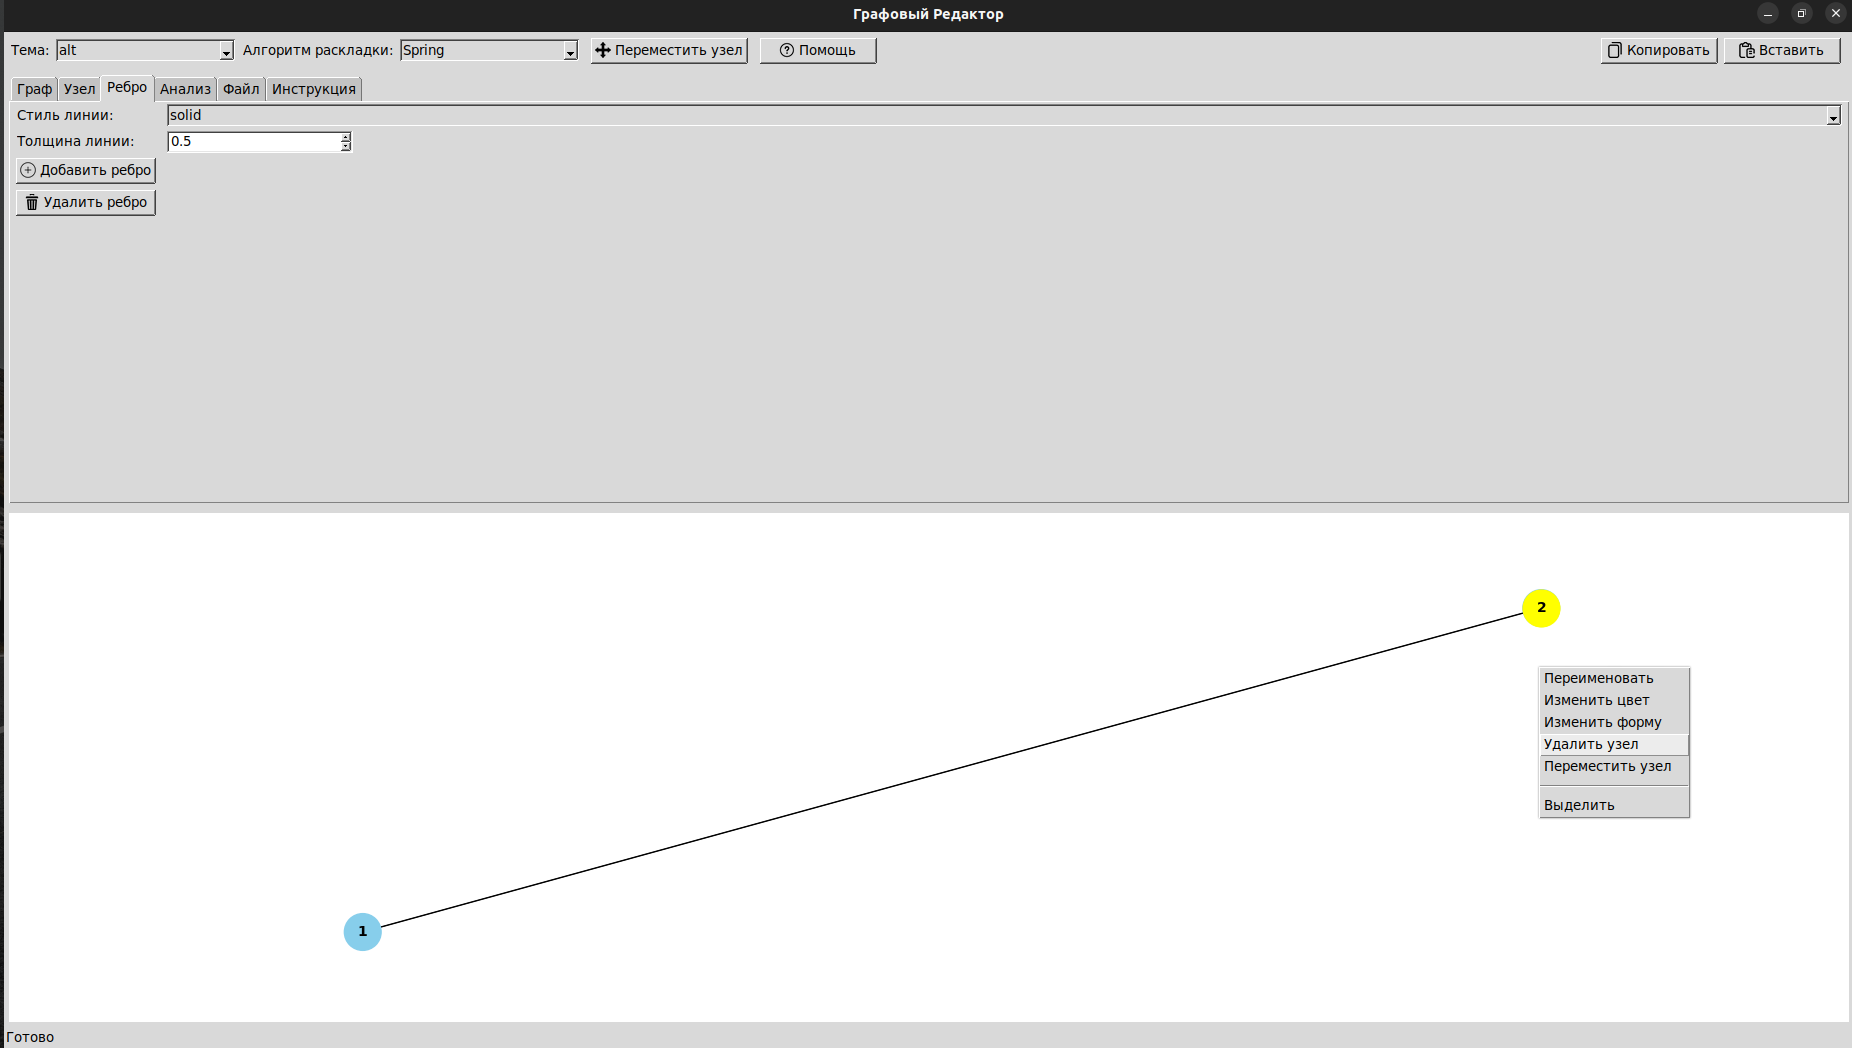 Графовый Редактор
Тема: alt Алгоритм раскладки: Spring Переместить узел Помощь Копировать Вставить
Граф Узел Ребро Анализ Файл Инструкция
Стиль линии: solid
Толщина линии: 0.5
Добавить ребро
Удалить ребро
2
Переименовать
Изменить цвет
Изменить форму
Удалить узел
Переместить узел
Выделить
1
Готово